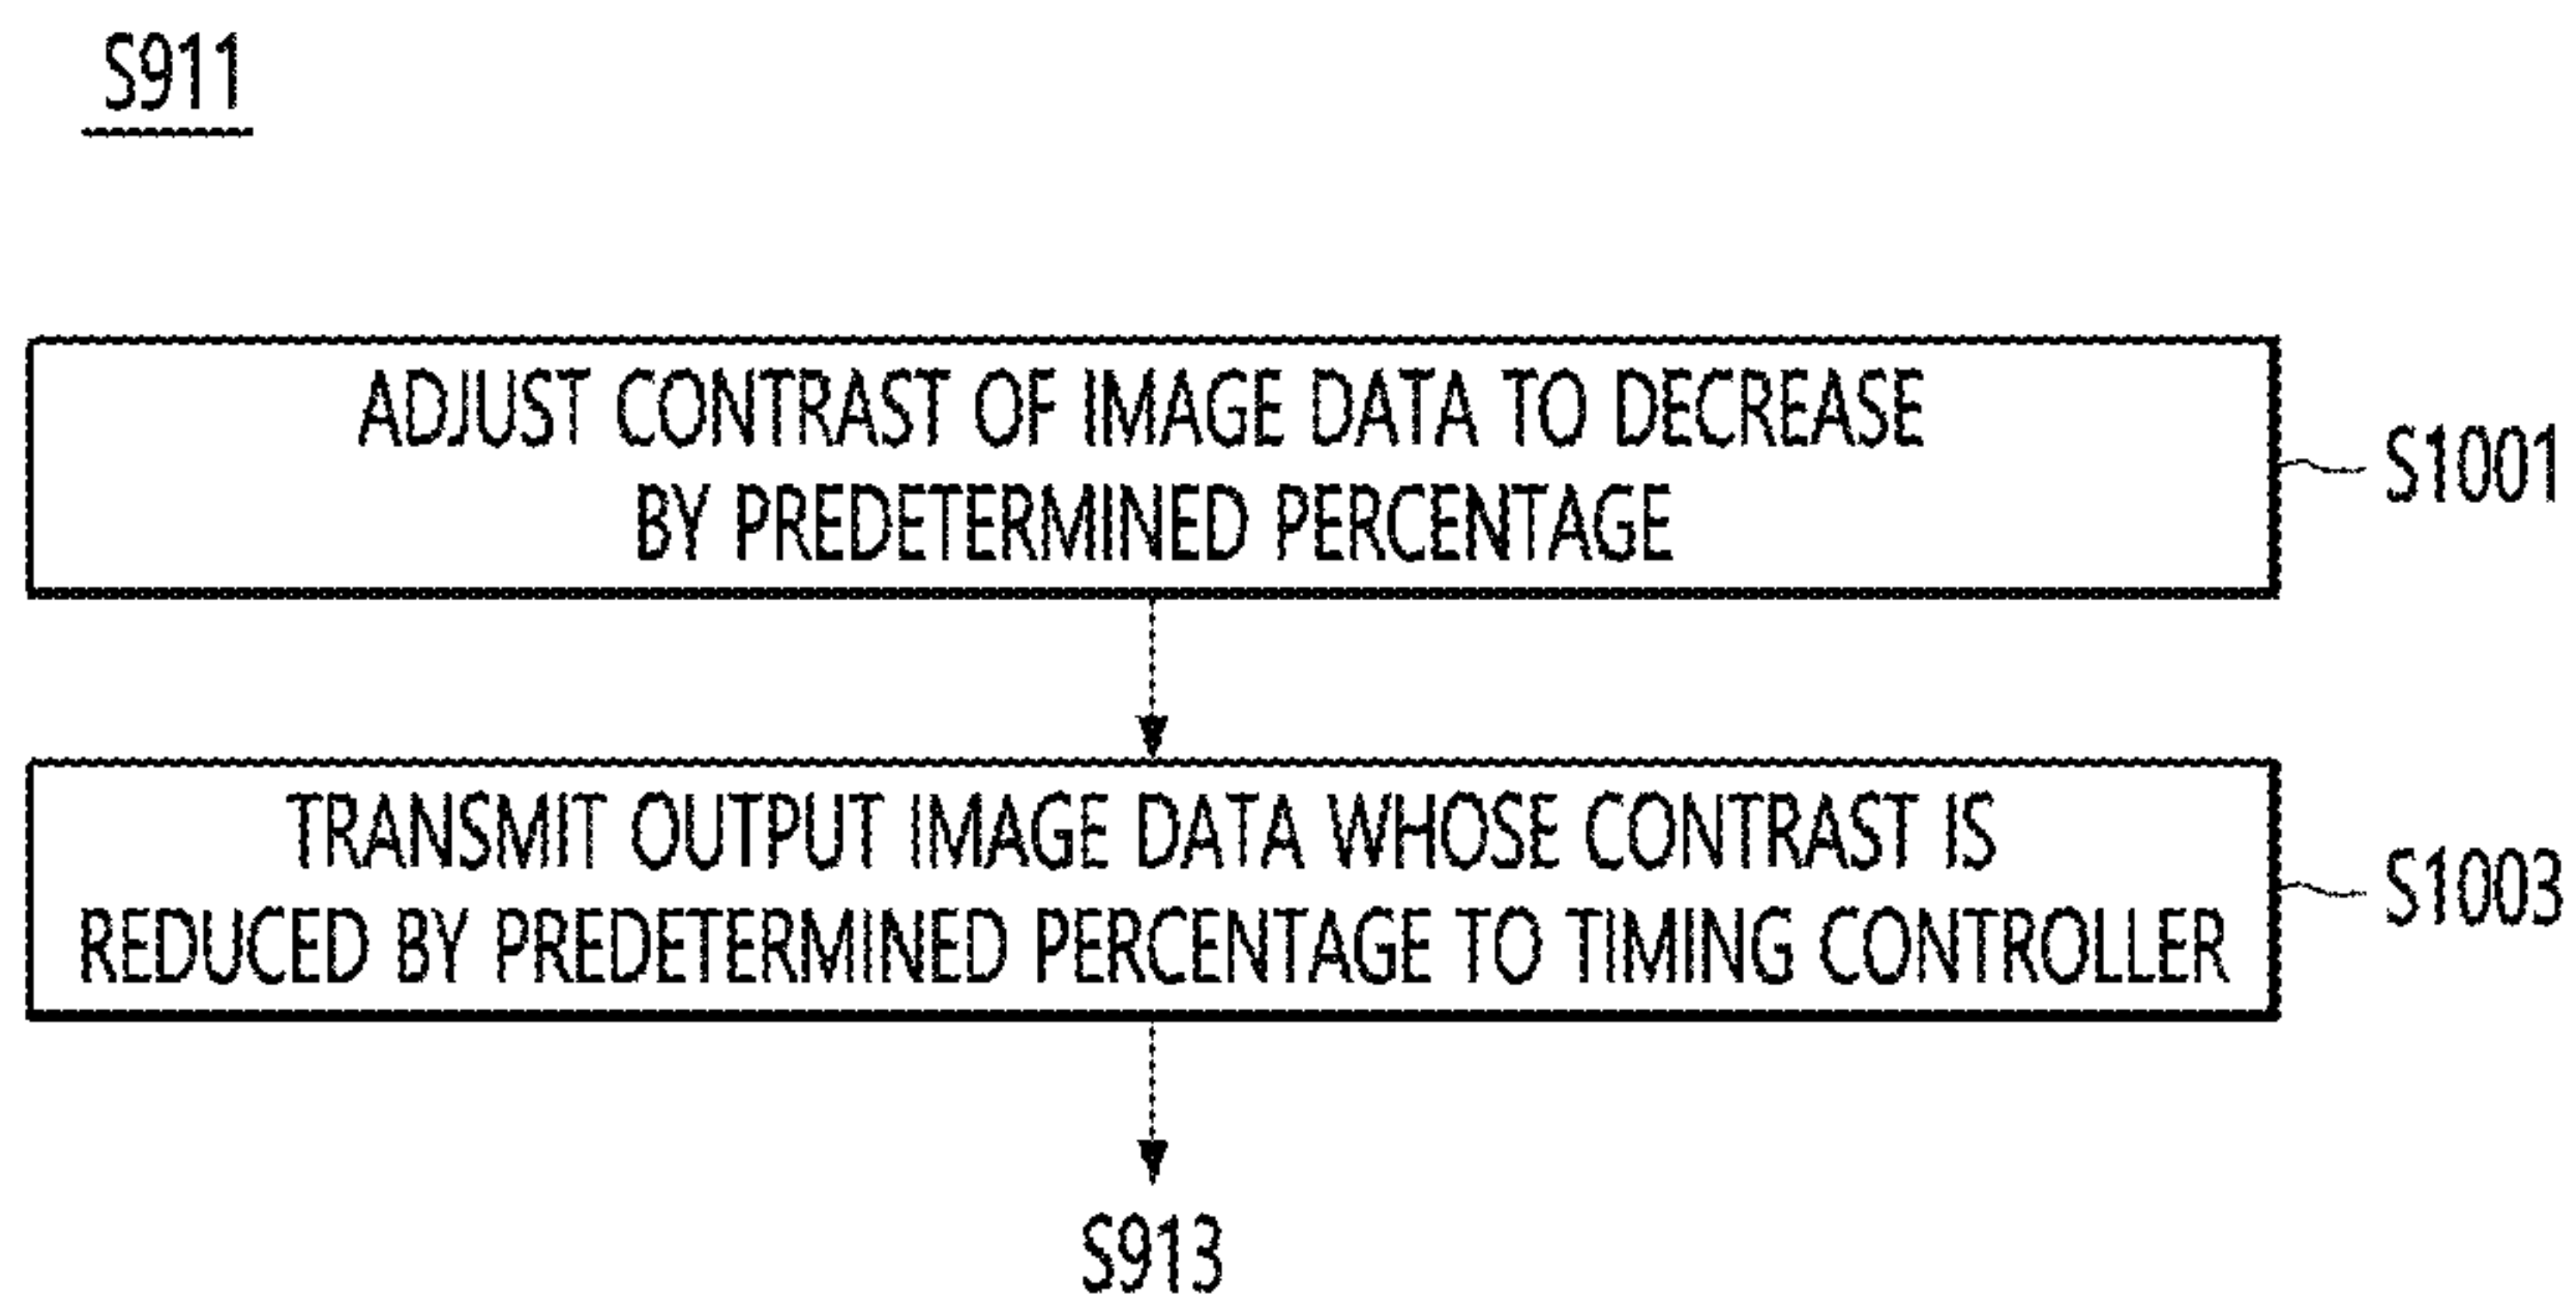 S911
ADJUST CONTRAST OF IMAGE DATA TO DECREASE
BY PREDETERMINED PERCENTAGE
S1001
TRANSMIT OUTPUT IMAGE DATA WHOSE CONTRAST IS
REDUCED BY PREDETERMINED PERCENTAGE TO TIMING CONTROLLER
S1003
S913